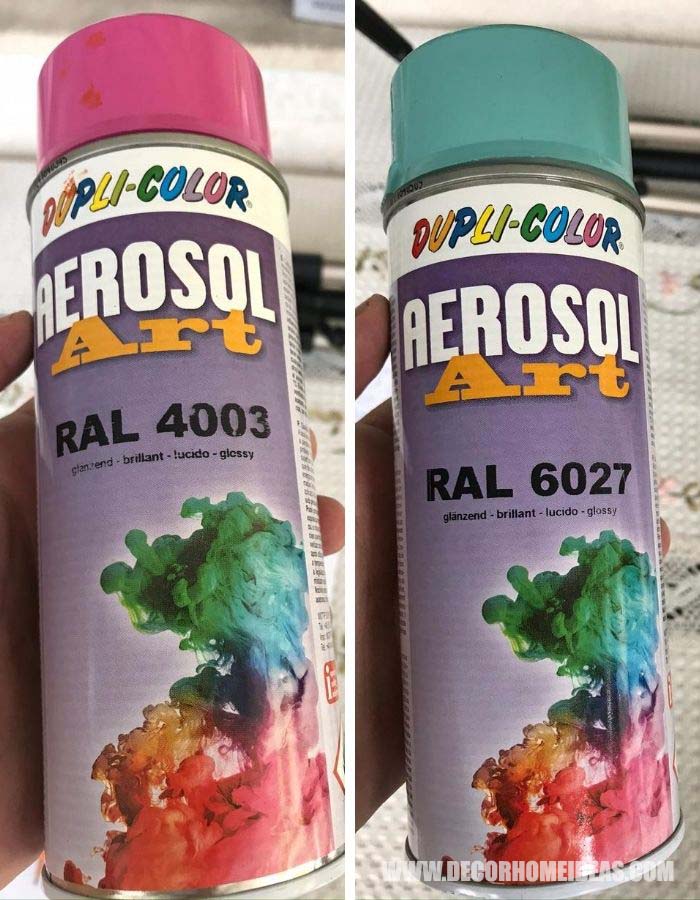 DUPLI-COLOR®
AEROSOL
Art
RAL 4003
glänzend - brillant - lucido - glossy
DUPLI-COLOR®
AEROSOL
Art
RAL 6027
glänzend - brillant - lucido - glossy
WWW.DECORHOMEIDEAS.COM